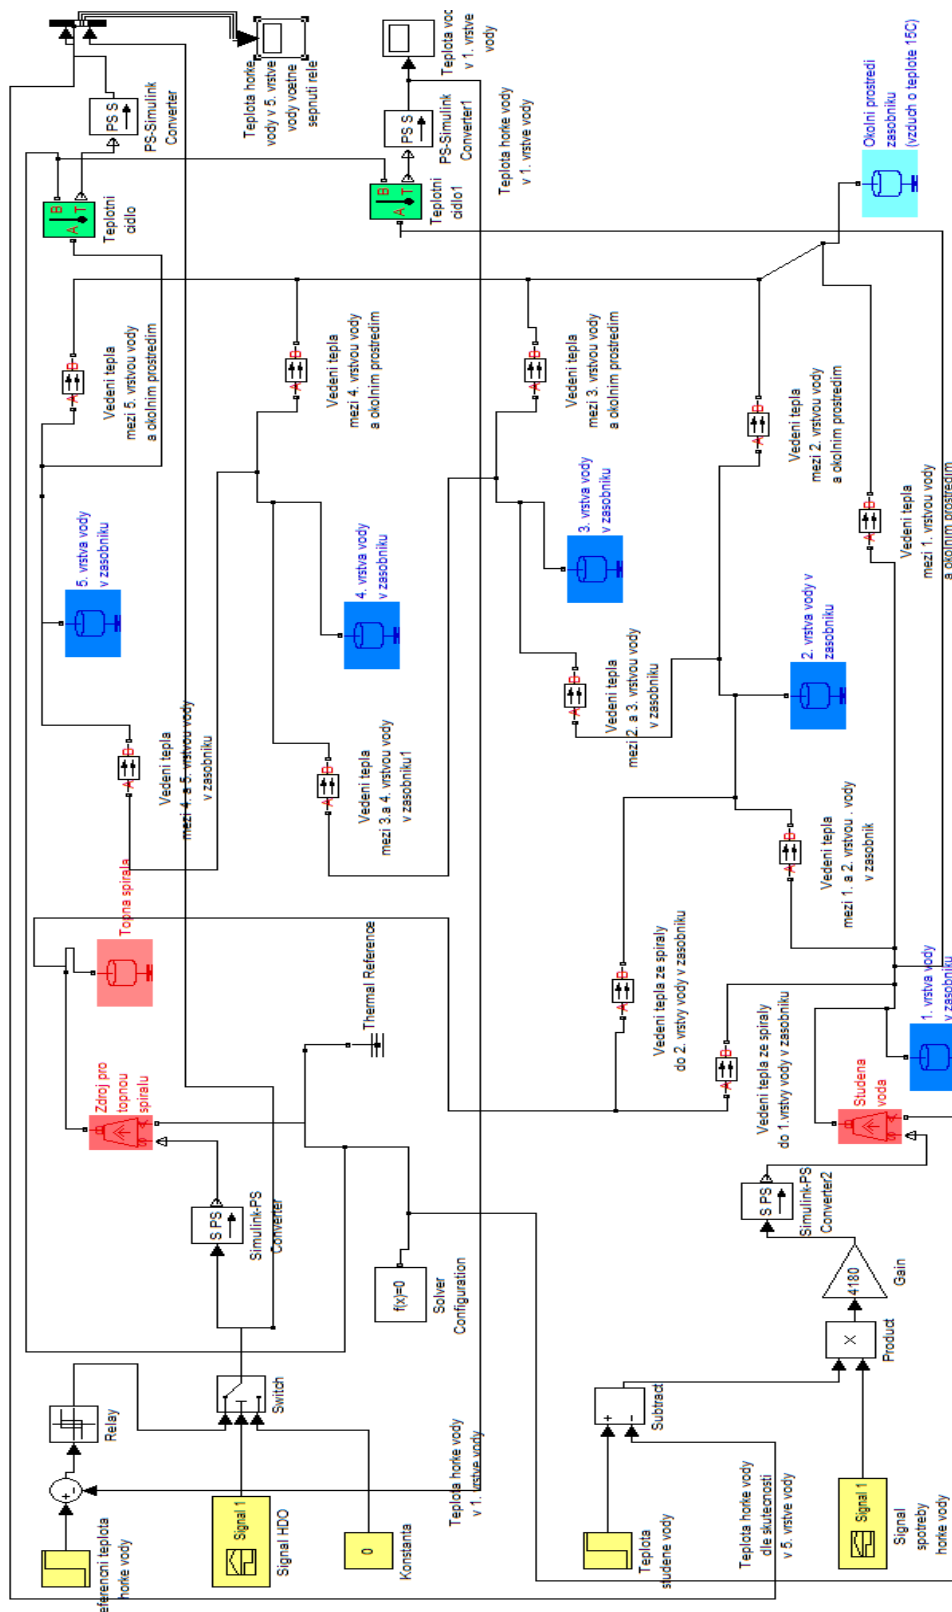 eferencni teplota
horke vody
Relay
Signal 1
Signal HDO
0
Konstanta
Switch
Teplota horke vody
v 1. vrstve vody
S PS
Simulink-PS
Converter
f(x)=0
Solver
Configuration
Zdroj pro
topnou
spiralu
S
Topna spirala
Thermal Reference
A
B
Vedeni tepla
mezi 4. a 5. vrstvou vody
v zasobniku
5. vrstva vody
v zasobniku
A
B
Vedeni tepla
mezi 5. vrstvou vody
a okolnim prostredim
A
B
T
Teplotni
cidlo
PS S
PS-Simulink
Converter
Teplota horke
vody v 5. vrstve
vody vcetne
sepnuti rele
A
B
Vedeni tepla
mezi 3.a 4. vrstvou vody
v zasobniku1
4. vrstva vody
v zasobniku
A
B
Vedeni tepla
mezi 4. vrstvou vody
a okolnim prostredim
A
B
T
Teplotni
cidlo1
PS S
PS-Simulink
Converter1
Teplota horke vody
v 1. vrstve vody
Teplota voc
v 1. vrstve
vody
A
B
Vedeni tepla
mezi 2. a 3. vrstvou vody
v zasobniku
3. vrstva vody
v zasobniku
A
B
Vedeni tepla
mezi 3. vrstvou vody
a okolnim prostredim
A
B
Vedeni tepla ze spiraly
do 2. vrstvy vody v zasobniku
A
B
Vedeni tepla ze spiraly
do 1.vrstvy vody v zasobniku
A
B
Vedeni tepla
mezi 1. a 2. vrstvou . vody
v zasobnik
2. vrstva vody v
zasobniku
A
B
Vedeni tepla
mezi 2. vrstvou vody
a okolnim prostredim
A
B
Vedeni tepla
mezi 1. vrstvou vody
a okolnim prostredim
Okolni prostredi
zasobniku
(vzduch o teplote 15C)
Teplota
studene vody
Subtract
Teplota horke vody
dle skutecnosti
v 5. vrstve vody
Signal 1
Signal
spotreby
horke vody
X
Product
4180
Gain
S PS
Simulink-PS
Converter2
Studena
voda
S
1. vrstva vody
v zasobniku